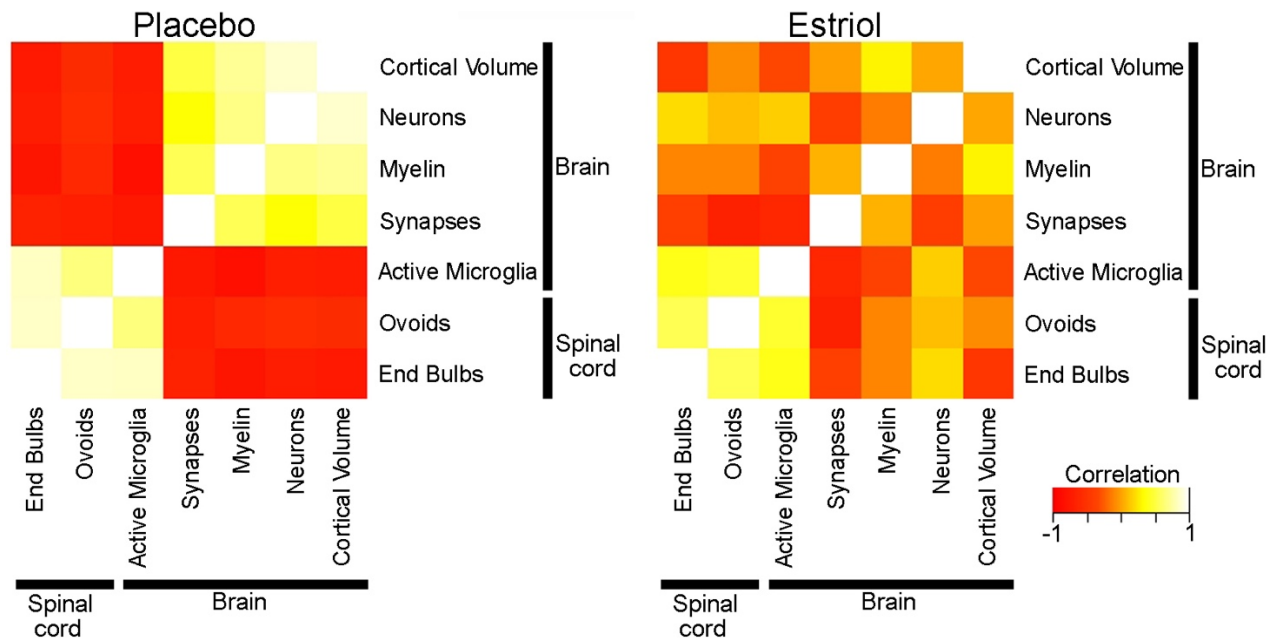 Placebo
Cortical Volume
Neurons
Myelin
Synapses
Active Microglia
Ovoids
End Bulbs
Brain
Spinal
cord
End Bulbs
Ovoids
Active Microglia
Synapses
Myelin
Neurons
Cortical Volume
Spinal
cord
Brain
Estriol
Cortical Volume
Neurons
Myelin
Synapses
Active Microglia
Ovoids
End Bulbs
Brain
Spinal
cord
End Bulbs
Ovoids
Active Microglia
Synapses
Myelin
Neurons
Cortical Volume
Spinal
cord
Brain
Correlation
-1
1